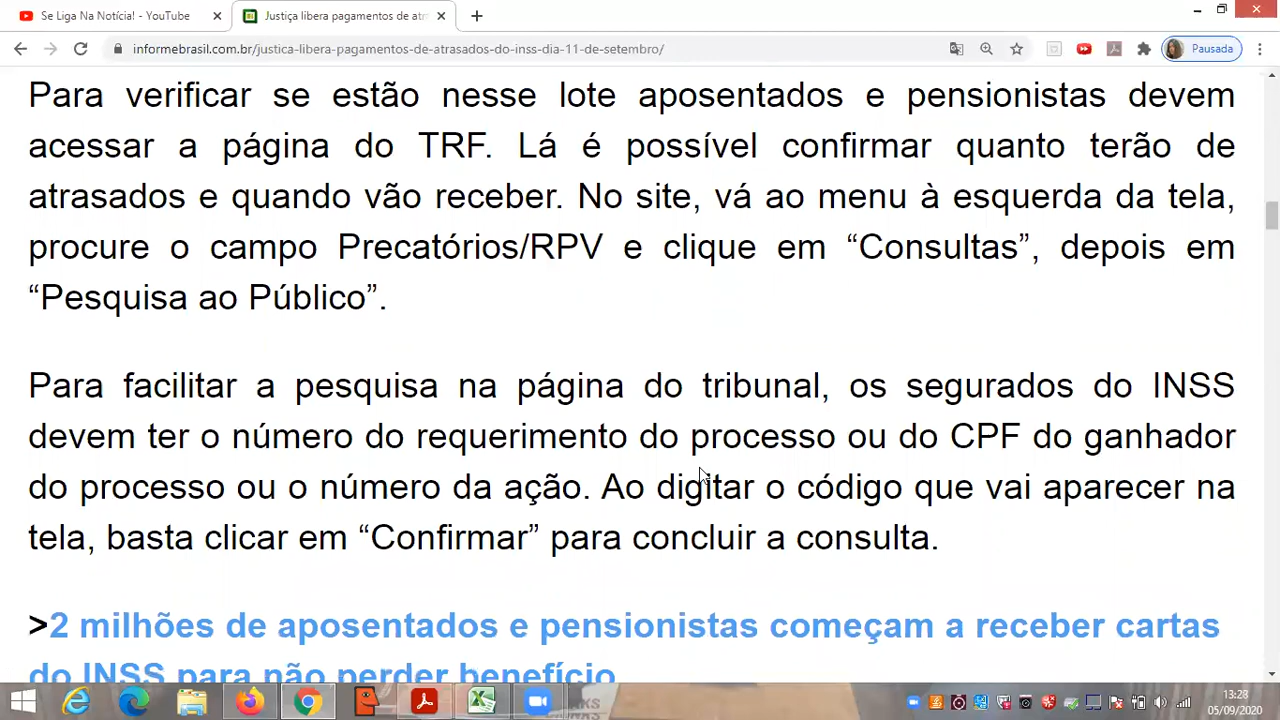 Se Liga Na Notícia! - YouTube
Justiça libera pagamentos de atr
informebrasil.com.br/justica-libera-pagamentos-de-atrasados-do-inss-dia-11-de-setembro/
Pausada
Para verificar se estão nesse lote aposentados e pensionistas devem
acessar a página do TRF. Lá é possível confirmar quanto terão de
atrasados e quando vão receber. No site, vá ao menu à esquerda da tela,
procure o campo Precatórios/RPV e clique em “Consultas”, depois em
“Pesquisa ao Público”.
Para facilitar a pesquisa na página do tribunal, os segurados do INSS
devem ter o número do requerimento do processo ou do CPF do ganhador
do processo ou o número da ação. Ao digitar o código que vai aparecer na
tela, basta clicar em “Confirmar” para concluir a consulta.
>2 milhões de aposentados e pensionistas começam a receber cartas
do INSS para não perder benefício
13:28
05/09/2020